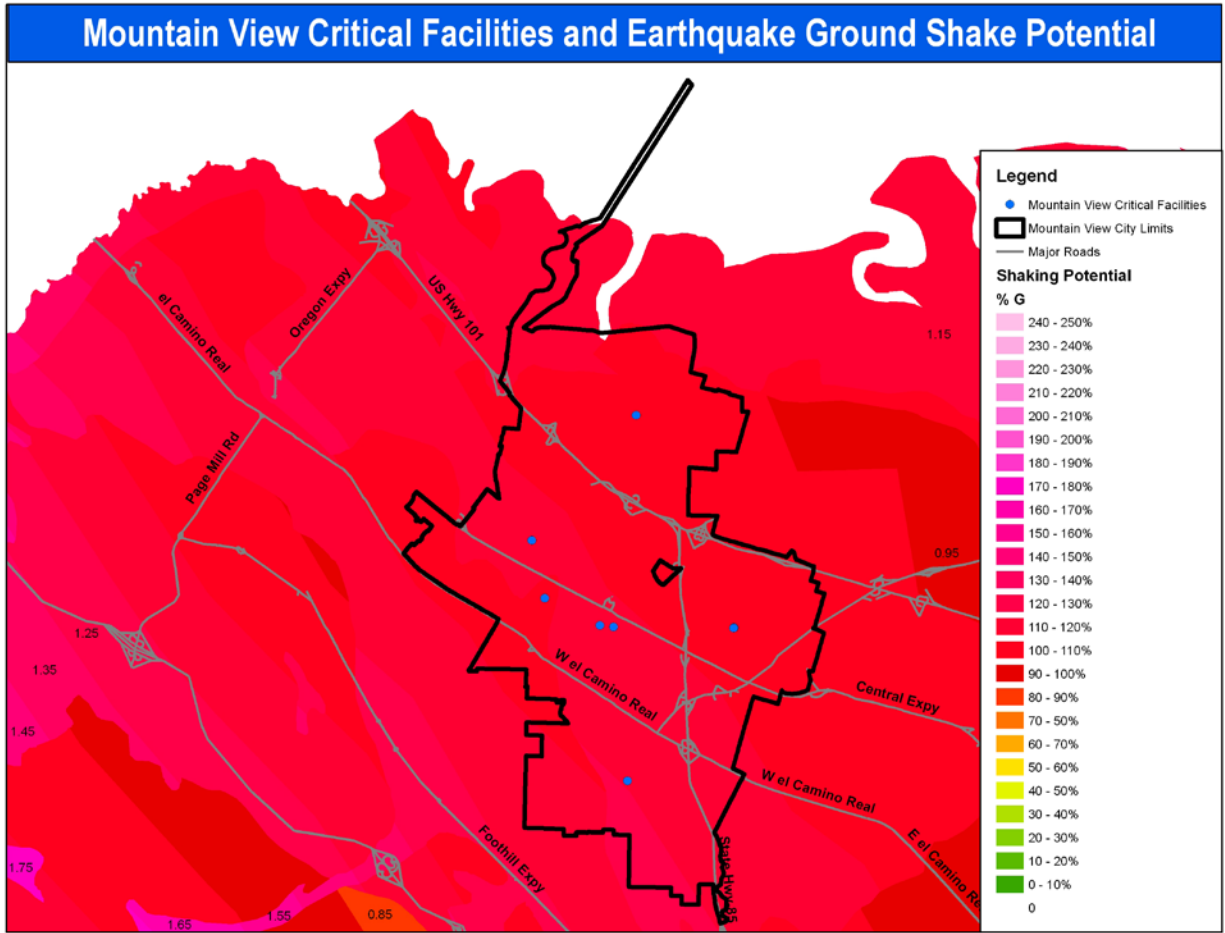 Mountain View Critical Facilities and Earthquake Ground Shake Potential
Legend
Mountain View Critical Facilities
Mountain View City Limits
Major Roads
Shaking Potential
% G
240 - 250%
230 - 240%
220 - 230%
210 - 220%
200 - 210%
190 - 200%
180 - 190%
170 - 180%
160 - 170%
150 - 160%
140 - 150%
130 - 140%
120 - 130%
110 - 120%
100 - 110%
90 - 100%
80 - 90%
70 - 50%
60 - 70%
50 - 60%
40 - 50%
30 - 40%
20 - 30%
10 - 20%
0 - 10%
0
el Camino Real
Oregon Expy
US Hwy 101
1.15
Page Mill Rd
0.95
1.25
1.35
W el Camino Real
Central Expy
1.45
W el Camino Real
Foothill Expy
State Hwy 85
E el Camino Re
1.75
1.65
1.55
0.85